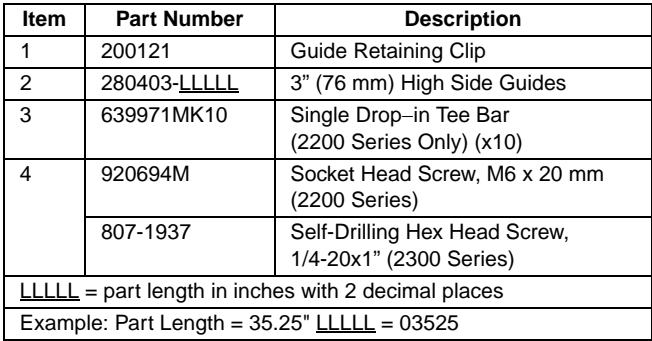 Item Part Number Description
1 200121 Guide Retaining Clip
2 280403-LLLLL 3” (76 mm) High Side Guides
3 639971MK10 Single Drop–in Tee Bar
(2200 Series Only) (x10)
4 920694M Socket Head Screw, M6 x 20 mm
(2200 Series)
807-1937 Self-Drilling Hex Head Screw,
1/4-20x1” (2300 Series)
LLLLL = part length in inches with 2 decimal places
Example: Part Length = 35.25" LLLLL = 03525